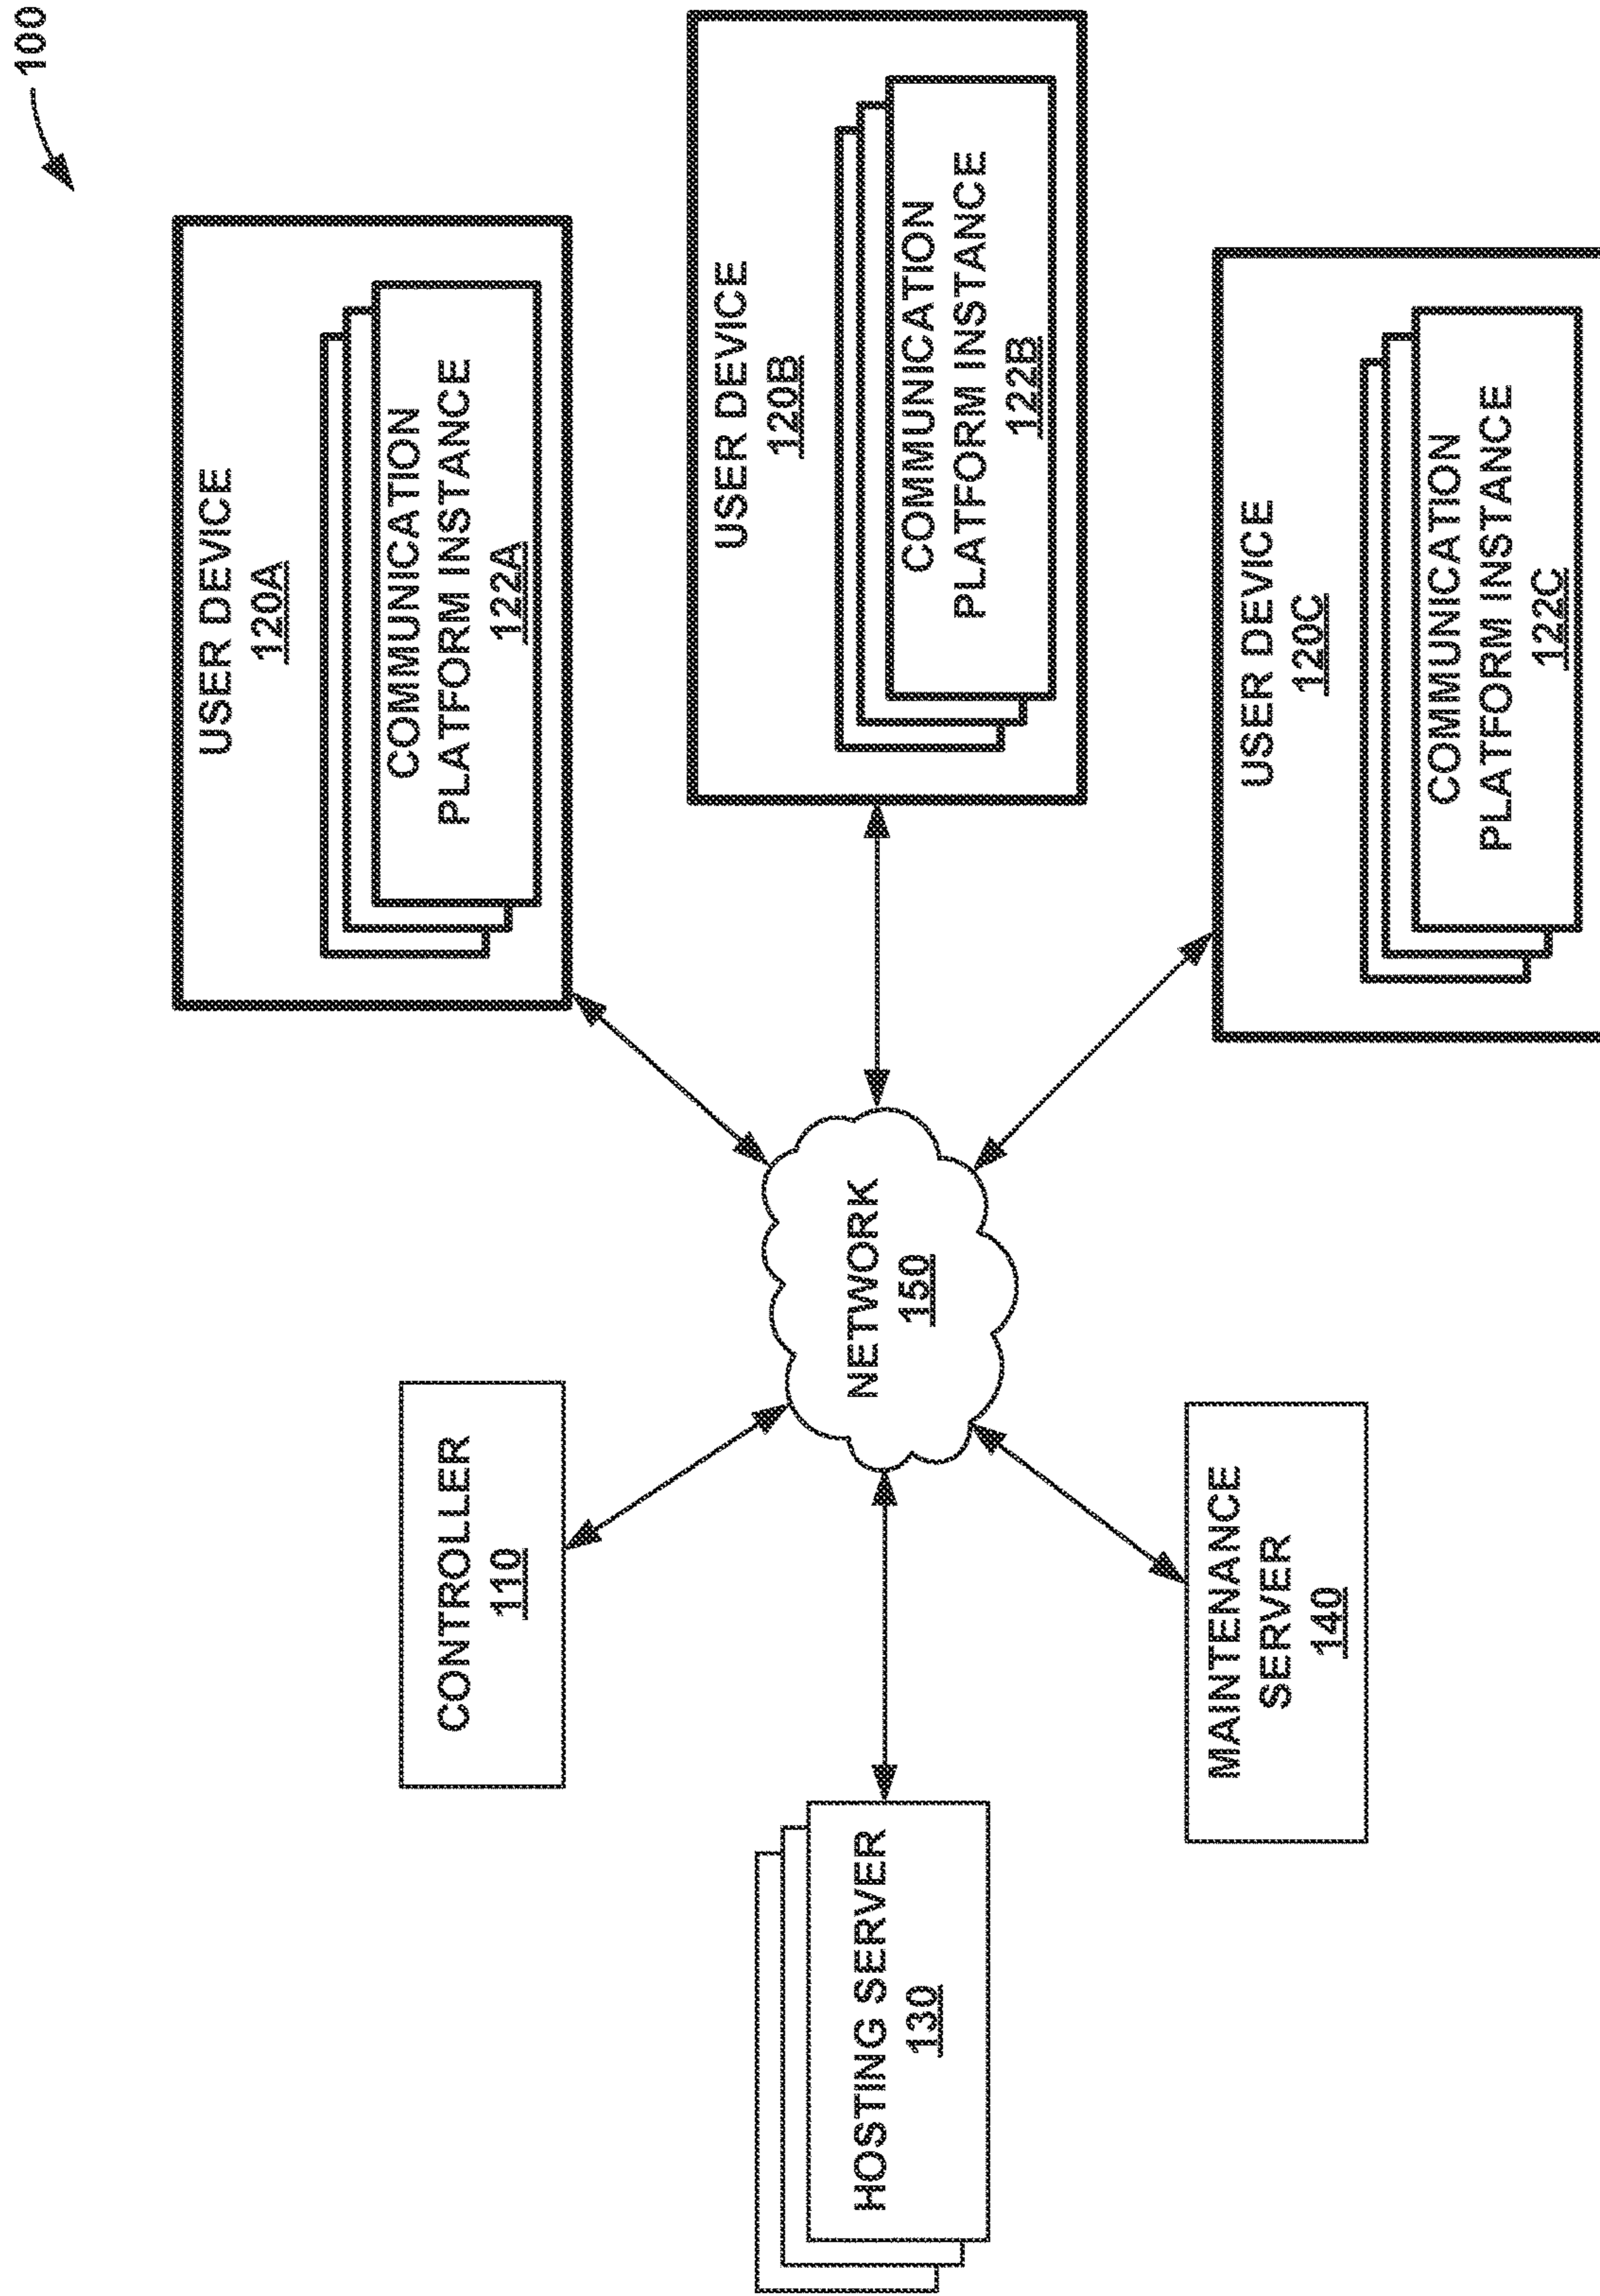 100
USER DEVICE
120A
COMMUNICATION
PLATFORM INSTANCE
122A
USER DEVICE
120B
COMMUNICATION
PLATFORM INSTANCE
122B
USER DEVICE
120C
COMMUNICATION
PLATFORM INSTANCE
122C
CONTROLLER
110
NETWORK
150
HOSTING SERVER
130
MAINTENANCE
SERVER
140